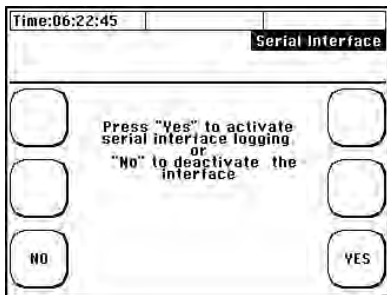 Time:06:22:45
Serial Interface
Press "Yes" to activate
serial interface logging
or
"No" to deactivate the
interface
NO
YES